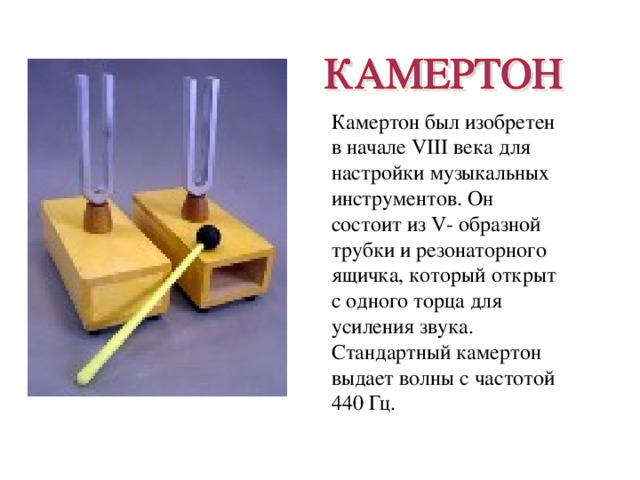 КАМЕРТОН
Камертон был изобретен
в начале VIII века для
настройки музыкальных
инструментов. Он
состоит из V- образной
трубки и резонаторного
ящичка, который открыт
с одного торца для
усиления звука.
Стандартный камертон
выдает волны с частотой
440 Гц.